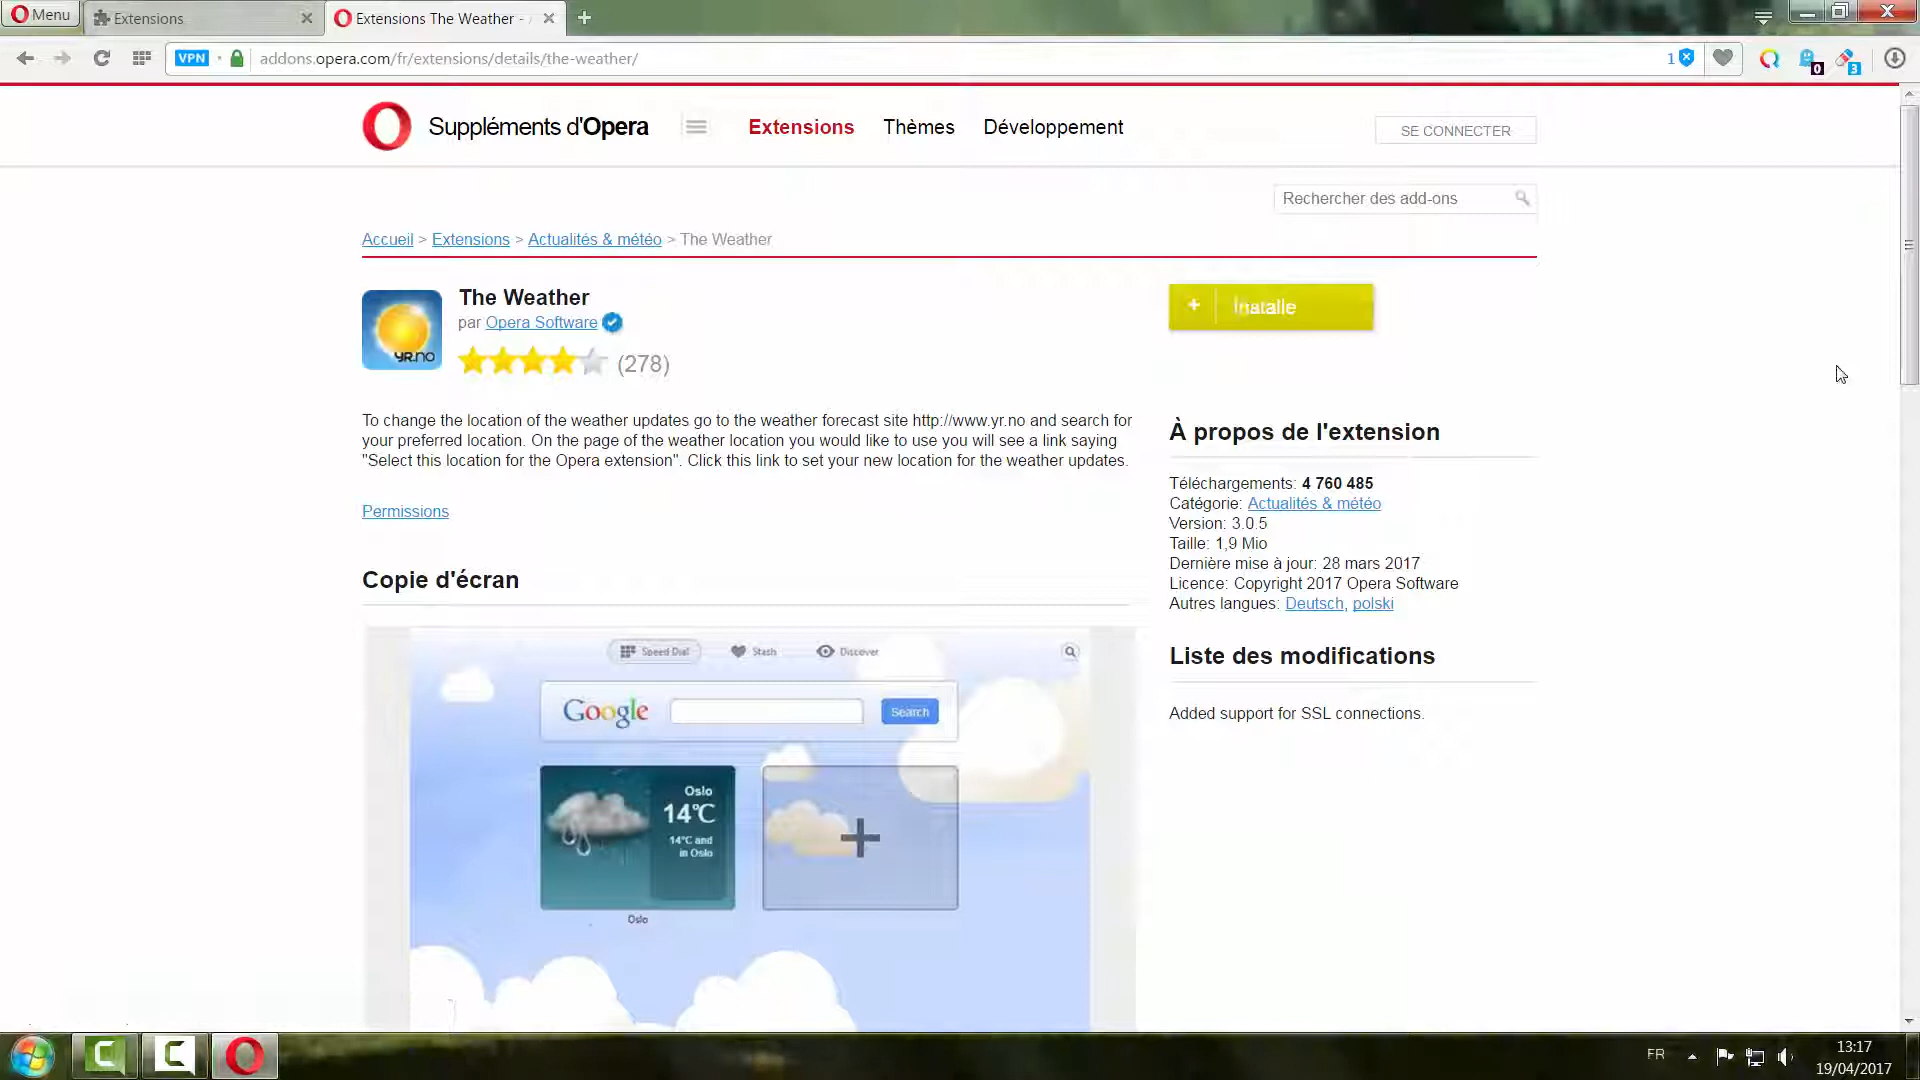 Menu
Extensions
Extensions The Weather -
VPN
addons.opera.com/fr/extensions/details/the-weather/
1
0
3
Suppléments d'Opera
Extensions
Thèmes
Développement
SE CONNECTER
Rechercher des add-ons
Accueil > Extensions > Actualités & météo > The Weather
YR.NO
The Weather
par Opera Software
(278)
To change the location of the weather updates go to the weather forecast site http://www.yr.no and search for
your preferred location. On the page of the weather location you would like to use you will see a link saying
"Select this location for the Opera extension". Click this link to set your new location for the weather updates.
Permissions
Copie d'écran
Speed Dial
Stash
Discover
Google
Search
Oslo
14°C
14°C and
in Oslo
Oslo
À propos de l'extension
Téléchargements: 4 760 485
Catégorie: Actualités & météo
Version: 3.0.5
Taille: 1,9 Mio
Dernière mise à jour: 28 mars 2017
Licence: Copyright 2017 Opera Software
Autres langues: Deutsch, polski
Liste des modifications
Added support for SSL connections.
FR
13:17
19/04/2017